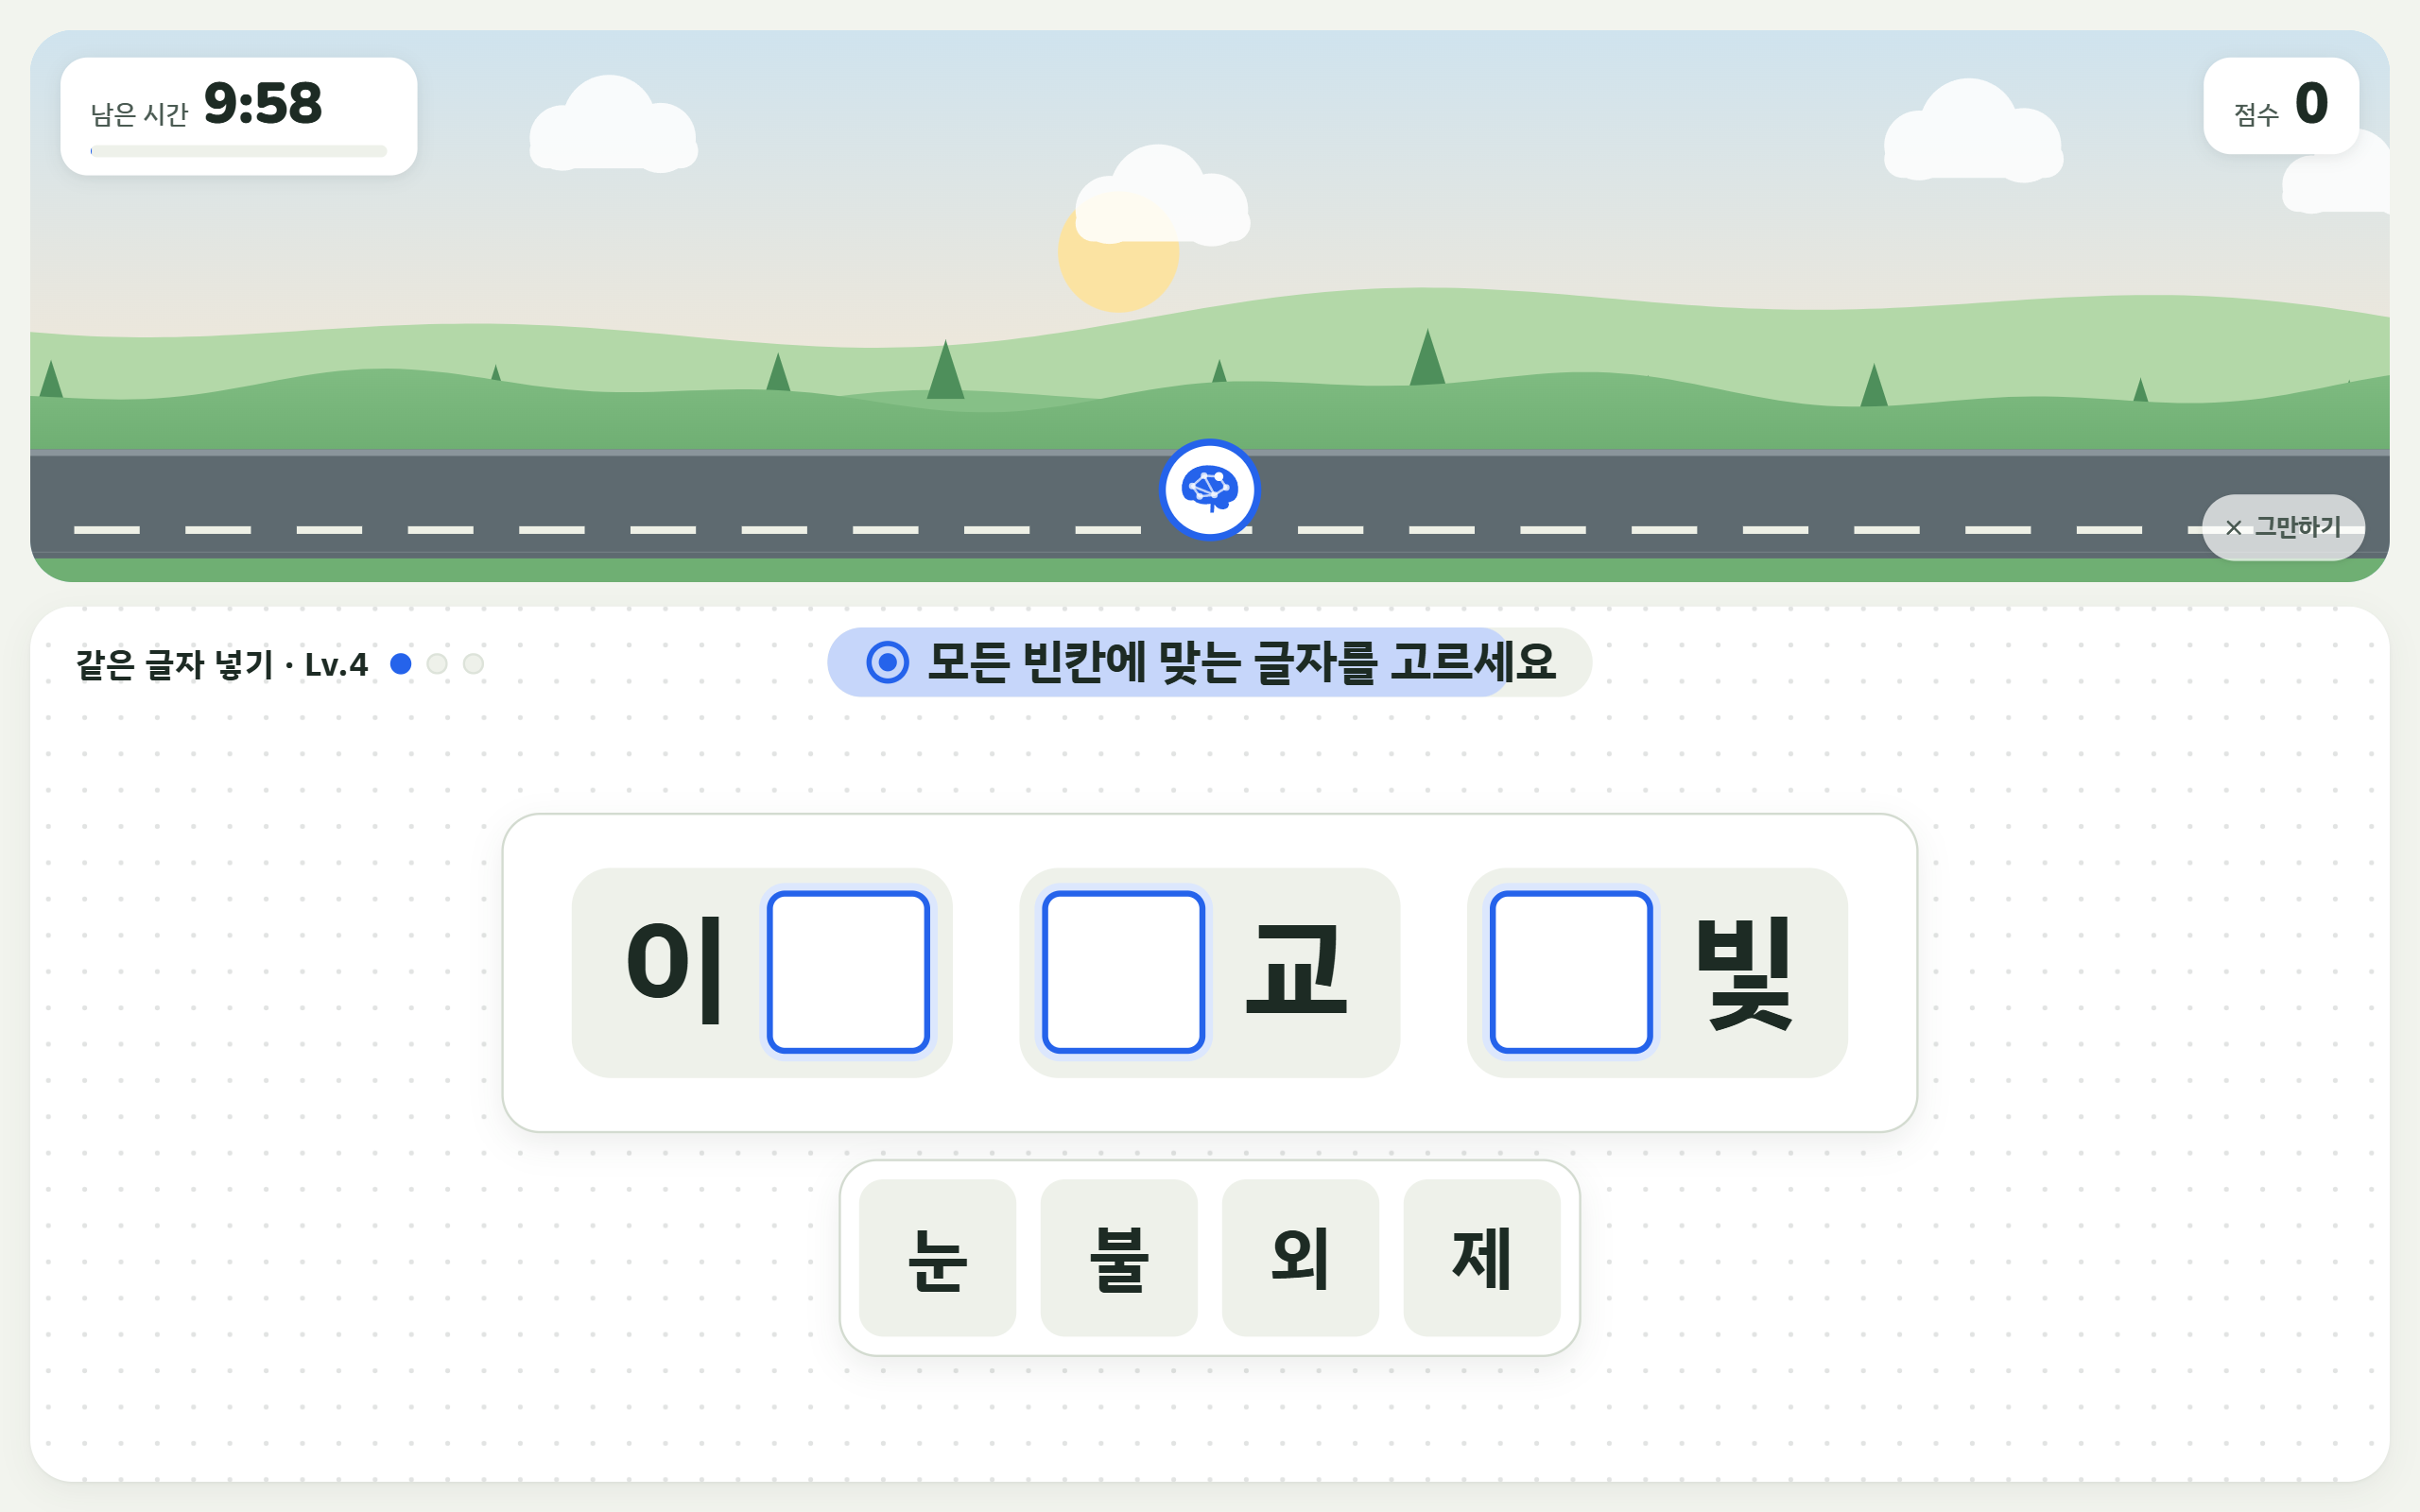 남은 시간 9:58
점수 0
× 그만하기
같은 글자 넣기 · Lv.4
모든 빈칸에 맞는 글자를 고르세요
이 교 빛
눈 불 외 제